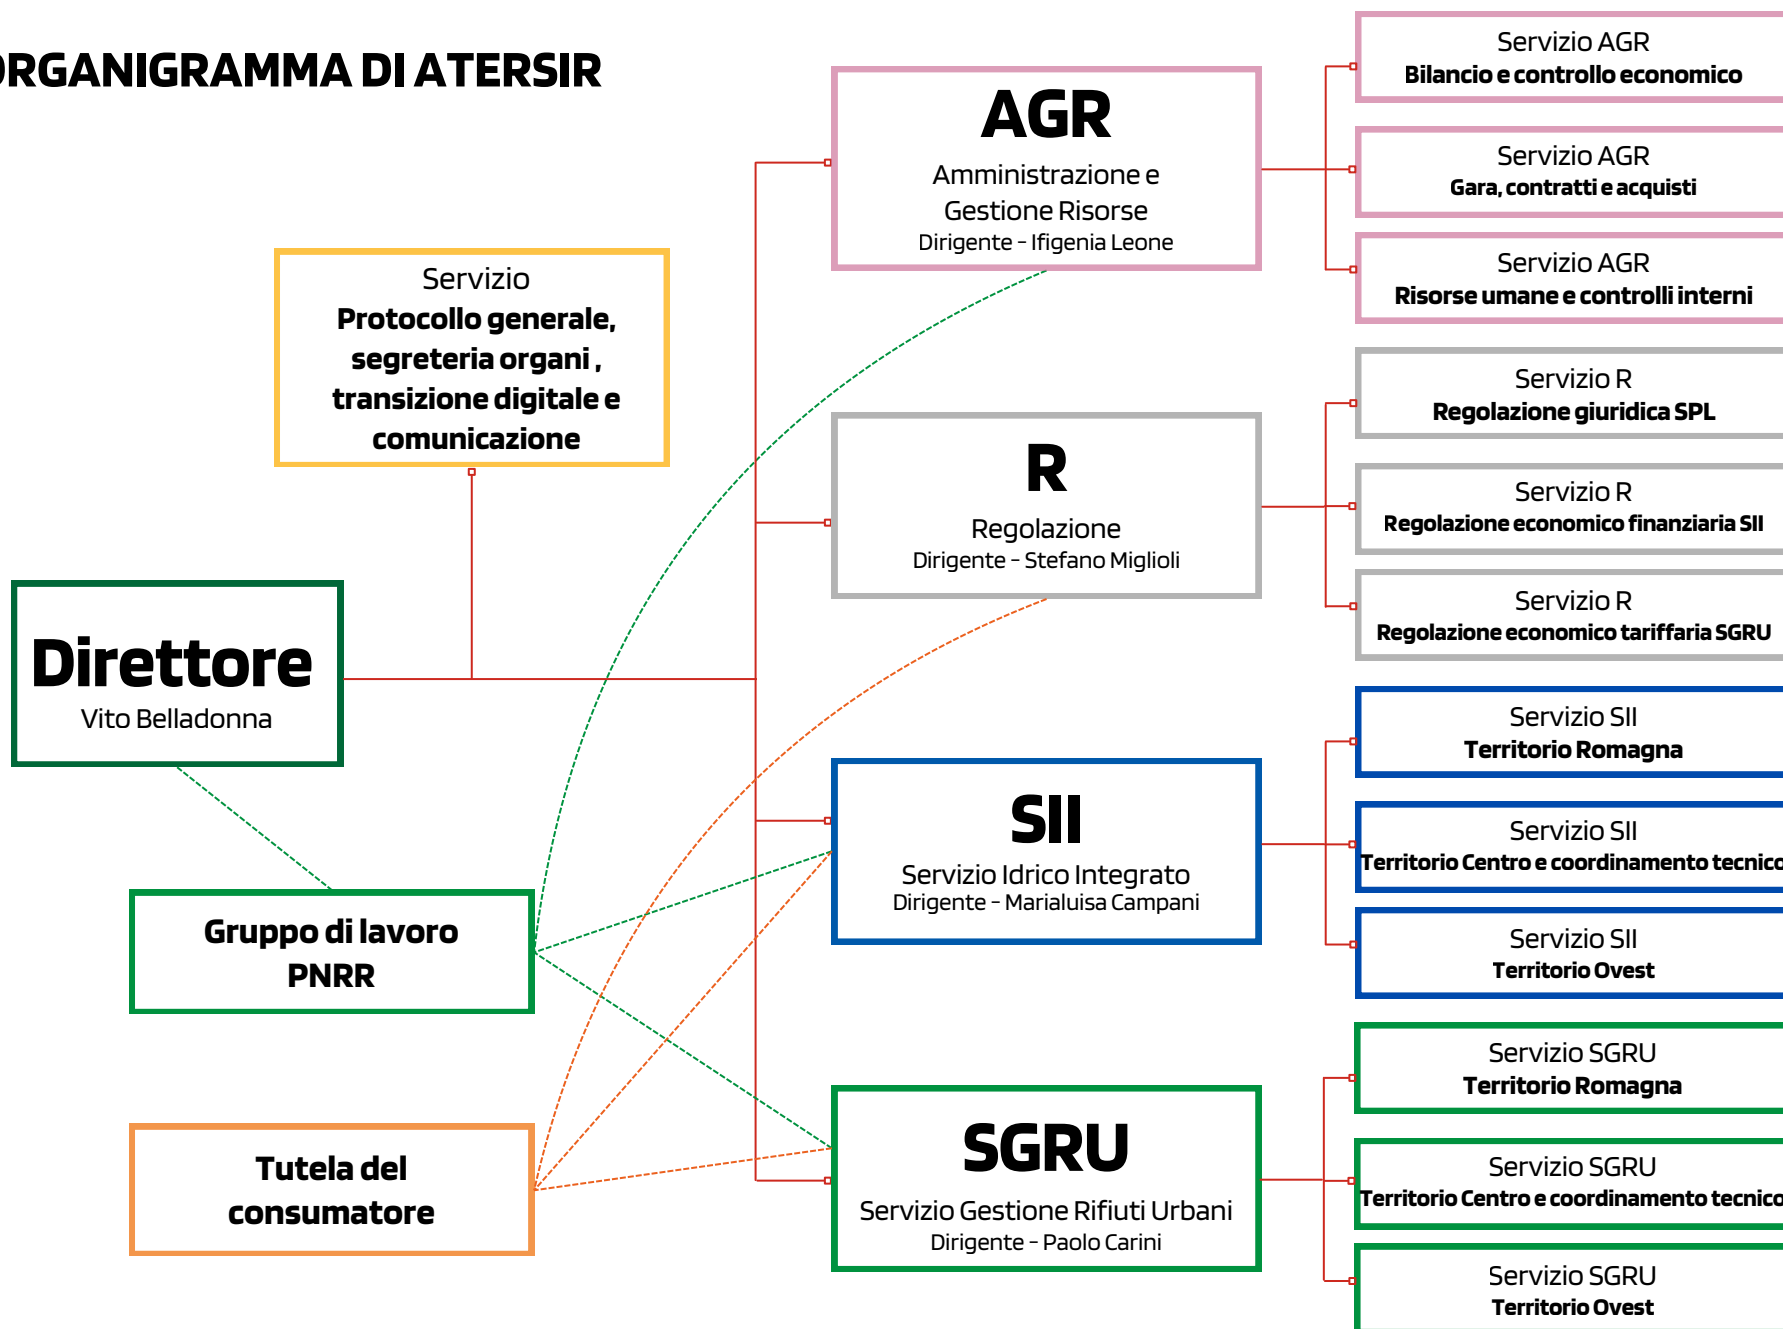 ORGANIGRAMMA DI ATERSIR
Servizio
Protocollo generale,
segreteria organi ,
transizione digitale e
comunicazione
Direttore
Vito Belladonna
Gruppo di lavoro
PNRR
Tutela del
consumatore
AGR
Amministrazione e
Gestione Risorse
Dirigente - Ifigenia Leone
R
Regolazione
Dirigente - Stefano Miglioli
SII
Servizio Idrico Integrato
Dirigente - Marialuisa Campani
SGRU
Servizio Gestione Rifiuti Urbani
Dirigente - Paolo Carini
Servizio AGR
Bilancio e controllo economico
Servizio AGR
Gara, contratti e acquisti
Servizio AGR
Risorse umane e controlli interni
Servizio R
Regolazione giuridica SPL
Servizio R
Regolazione economico finanziaria SII
Servizio R
Regolazione economico tariffaria SGRU
Servizio SII
Territorio Romagna
Servizio SII
Territorio Centro e coordinamento tecnico
Servizio SII
Territorio Ovest
Servizio SGRU
Territorio Romagna
Servizio SGRU
Territorio Centro e coordinamento tecnico
Servizio SGRU
Territorio Ovest